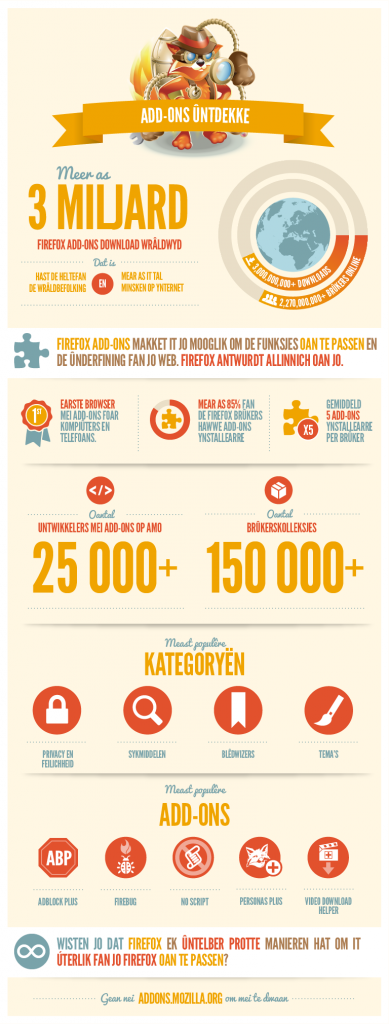 ADD-ONS ÛNTDEKKE
Meer as
3 MILJARD
FIREFOX ADD-ONS DOWNLOAD WRÂLDWYD
Dat is
HAST DE HELTE FAN
DE WRÂLDBEFOLKING
EN
MEAR AS IT TAL
MINSKEN OP YNTERNET
3,000,000,000+ DOWNLOADS
2,270,000,000+ BRÛKERS ONLINE
FIREFOX ADD-ONS MAKKET IT JO MOOGLIK OM DE FUNKSJES OAN TE PASSEN EN
DE ÛNDERFINING FAN JO WEB. FIREFOX ANTWURDT ALLINNICH OAN JO.
1ST
EARSTE BROWSER
MEI ADD-ONS FOAR
KOMPJÛTERS EN
TELEFOANS.
MEAR AS 85% FAN
DE FIREFOX BRÛKERS
HAWWE ADD-ONS
YNSTALLEARRE
X5
GEMIDDELD
5 ADD-ONS
YNSTALLEARRE
PER BRÛKER
</>
Oantal
UNTWIKKELERS MEI ADD-ONS OP AMO
25 000+
Oantal
BRÛKERSKOLLEKSJES
150 000+
Meast populêre
KATEGORYËN
PRIVACY EN
FEILICHHEID
SYKMIDDELEN
BLÊDWIZERS
TEMA'S
Meast populêre
ADD-ONS
ABP
ADBLOCK PLUS
FIREBUG
NO SCRIPT
PERSONAS PLUS
VIDEO DOWNLOAD
HELPER
WISTEN JO DAT FIREFOX EK ÛNTELBER PROTTE MANIEREN HAT OM IT
ÚTERLIK FAN JO FIREFOX OAN TE PASSEN?
Gean nei ADDONS.MOZILLA.ORG om mei te dwaan